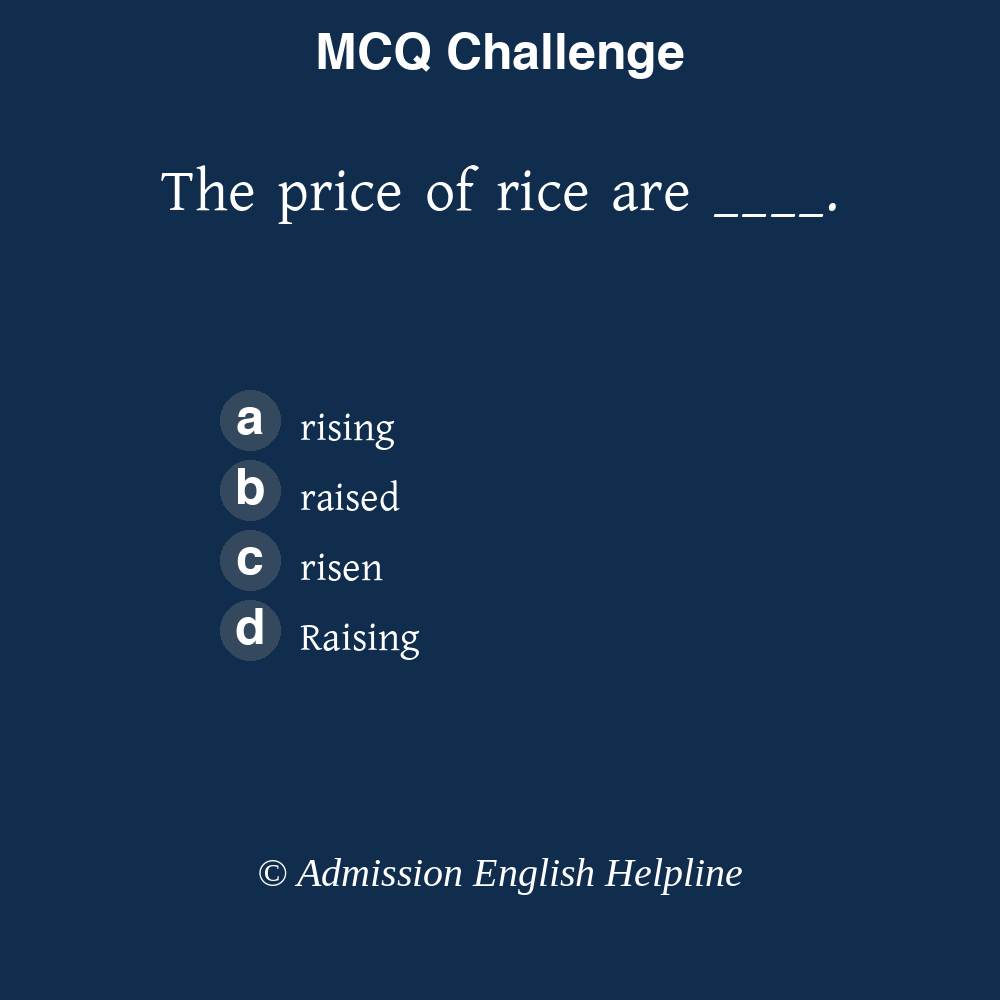 MCQ Challenge
The price of rice are ____.
a rising
b raised
c risen
d Raising
© Admission English Helpline